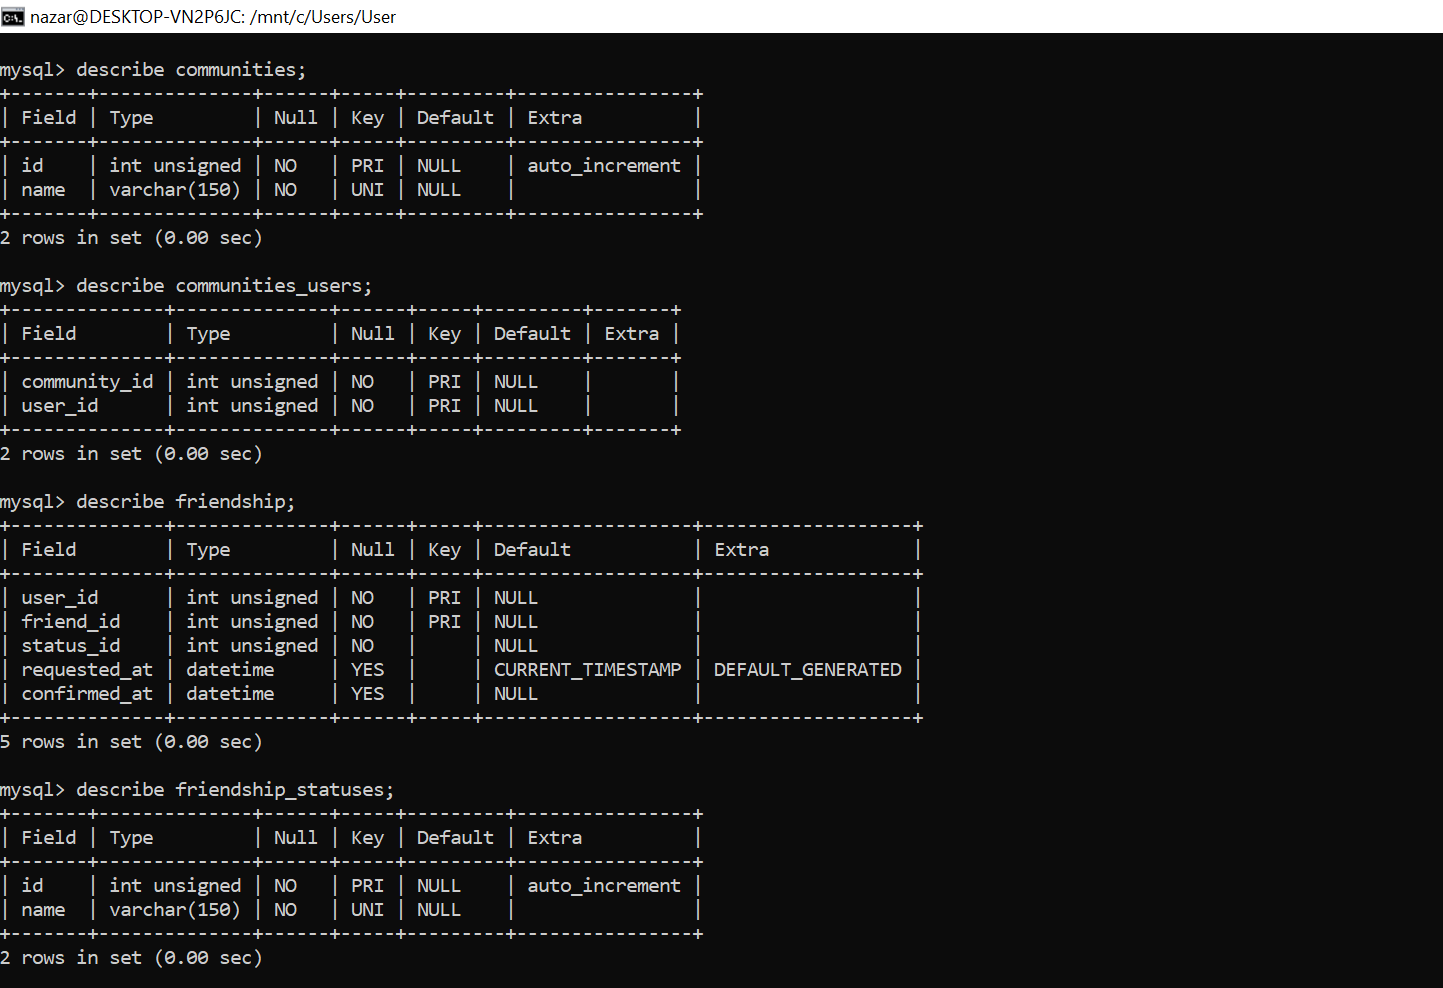 nazar@DESKTOP-VN2P6JC: /mnt/c/Users/User
mysql> describe communities;
+-------+--------------+------+-----+---------+----------------+
| Field | Type         | Null | Key | Default | Extra          |
+-------+--------------+------+-----+---------+----------------+
| id    | int unsigned | NO   | PRI | NULL    | auto_increment |
| name  | varchar(150) | NO   | UNI | NULL    |                |
+-------+--------------+------+-----+---------+----------------+
2 rows in set (0.00 sec)
mysql> describe communities_users;
+--------------+--------------+------+-----+---------+-------+
| Field        | Type         | Null | Key | Default | Extra |
+--------------+--------------+------+-----+---------+-------+
| community_id | int unsigned | NO   | PRI | NULL    |       |
| user_id      | int unsigned | NO   | PRI | NULL    |       |
+--------------+--------------+------+-----+---------+-------+
2 rows in set (0.00 sec)
mysql> describe friendship;
+--------------+--------------+------+-----+-------------------+-------------------+
| Field        | Type         | Null | Key | Default           | Extra             |
+--------------+--------------+------+-----+-------------------+-------------------+
| user_id      | int unsigned | NO   | PRI | NULL              |                   |
| friend_id    | int unsigned | NO   | PRI | NULL              |                   |
| status_id    | int unsigned | NO   |     | NULL              |                   |
| requested_at | datetime     | YES  |     | CURRENT_TIMESTAMP | DEFAULT_GENERATED |
| confirmed_at | datetime     | YES  |     | NULL              |                   |
+--------------+--------------+------+-----+-------------------+-------------------+
5 rows in set (0.00 sec)
mysql> describe friendship_statuses;
+-------+--------------+------+-----+---------+----------------+
| Field | Type         | Null | Key | Default | Extra          |
+-------+--------------+------+-----+---------+----------------+
| id    | int unsigned | NO   | PRI | NULL    | auto_increment |
| name  | varchar(150) | NO   | UNI | NULL    |                |
+-------+--------------+------+-----+---------+----------------+
2 rows in set (0.00 sec)